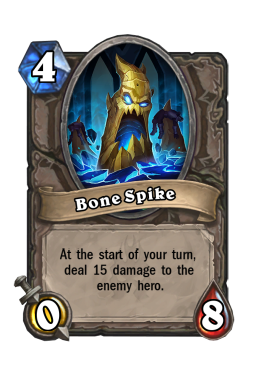 4
Bone Spike
At the start of your turn,
deal 15 damage to the
enemy hero.
0
8